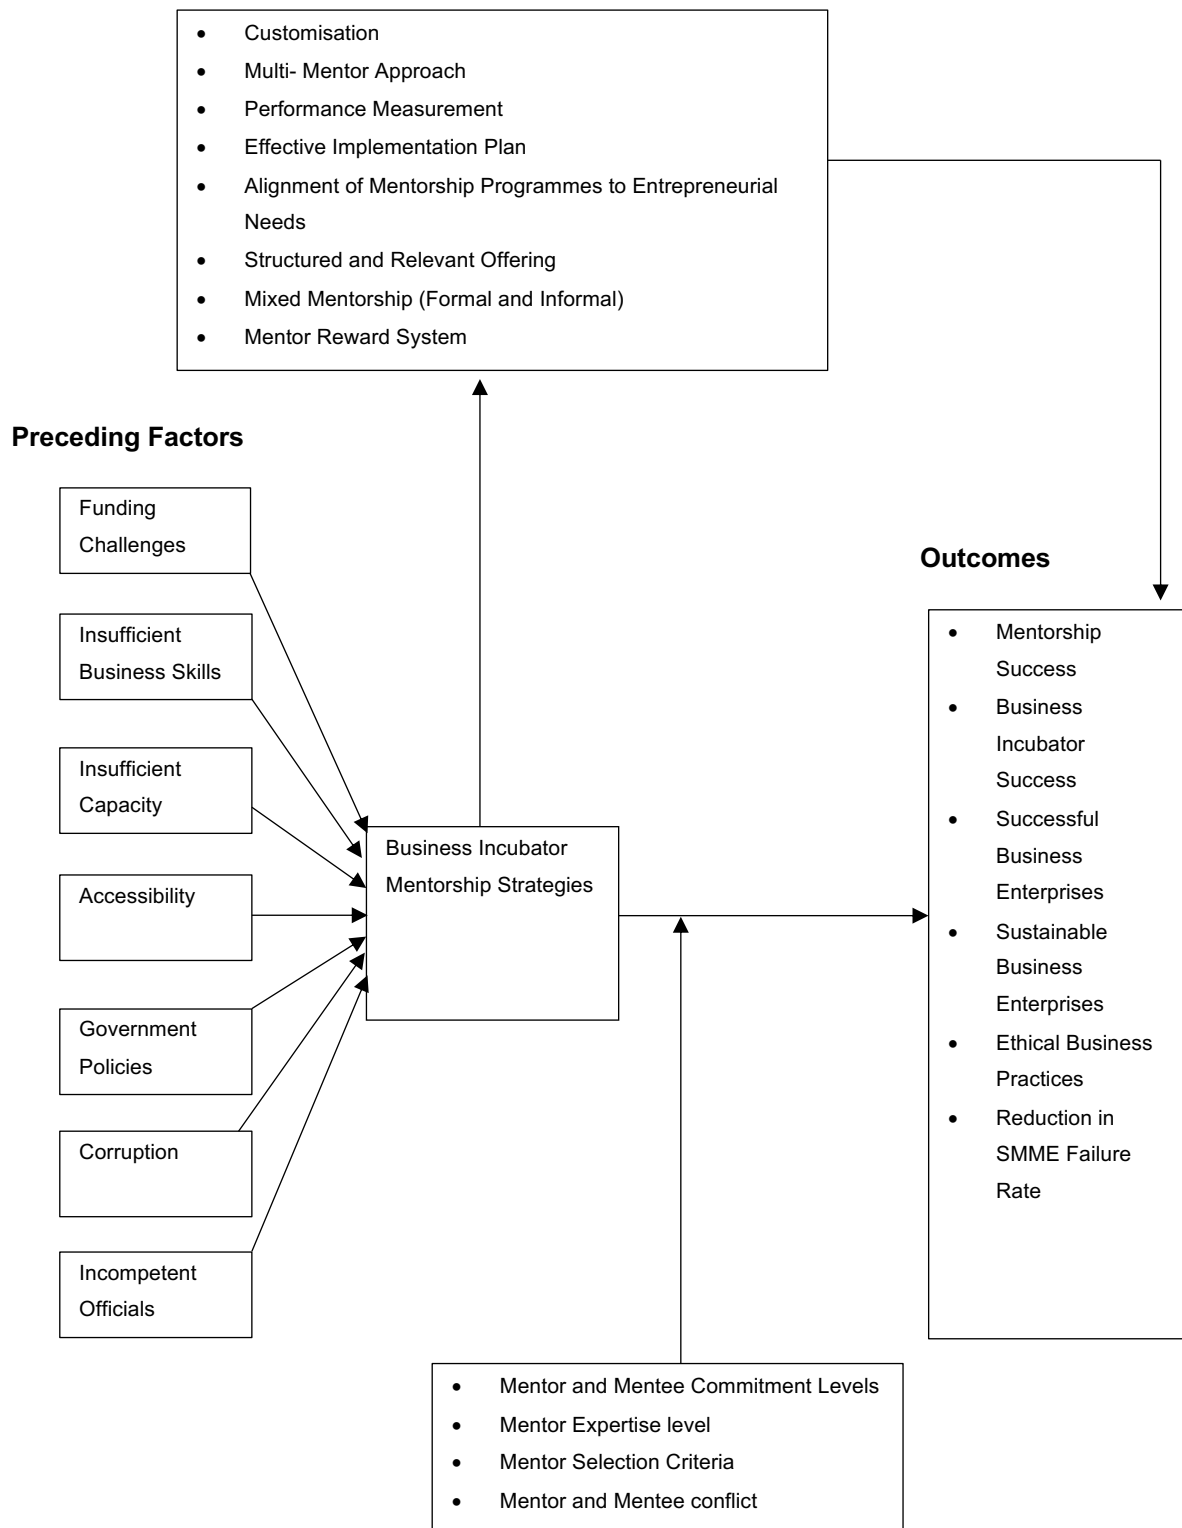 • Customisation
• Multi- Mentor Approach
• Performance Measurement
• Effective Implementation Plan
• Alignment of Mentorship Programmes to Entrepreneurial
Needs
• Structured and Relevant Offering
• Mixed Mentorship (Formal and Informal)
• Mentor Reward System
Preceding Factors
Funding
Challenges
Insufficient
Business Skills
Insufficient
Capacity
Accessibility
Government
Policies
Corruption
Incompetent
Officials
Business Incubator
Mentorship Strategies
Outcomes
• Mentorship
Success
• Business
Incubator
Success
• Successful
Business
Enterprises
• Sustainable
Business
Enterprises
• Ethical Business
Practices
• Reduction in
SMME Failure
Rate
• Mentor and Mentee Commitment Levels
• Mentor Expertise level
• Mentor Selection Criteria
• Mentor and Mentee conflict